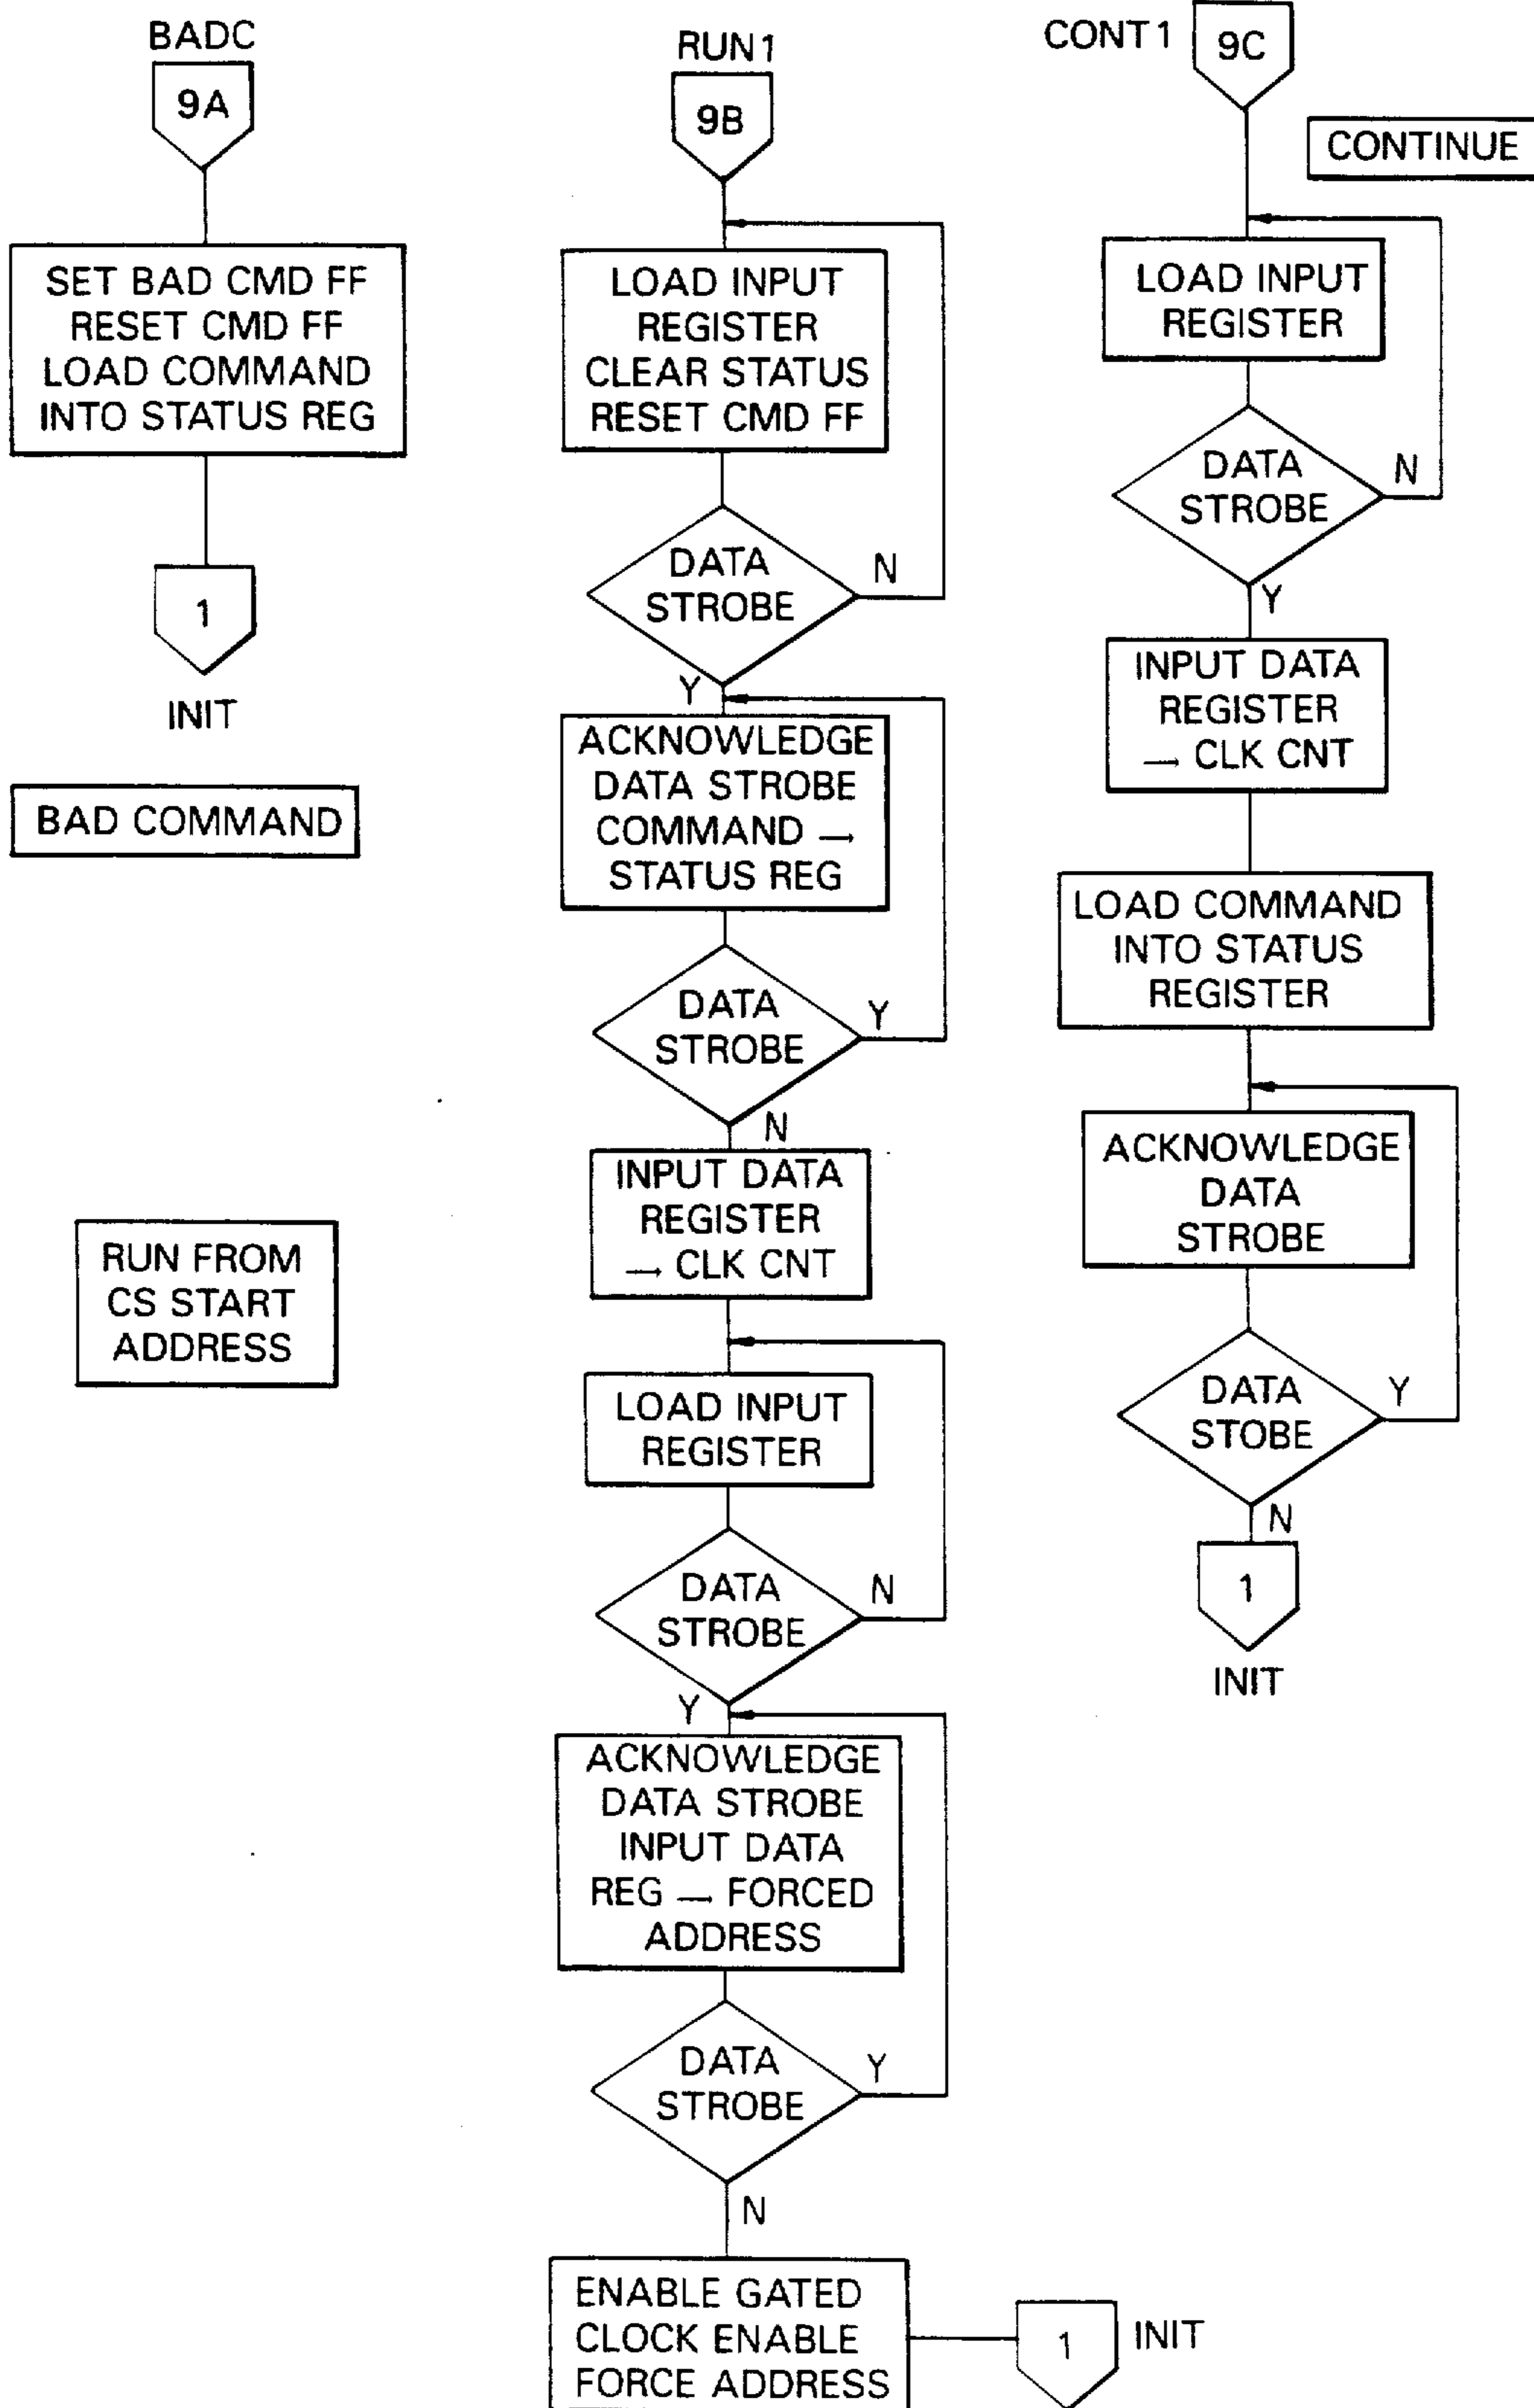 BADC
9A
SET BAD CMD FF
RESET CMD FF
LOAD COMMAND
INTO STATUS REG
1
INIT
BAD COMMAND
RUN FROM
CS START
ADDRESS
RUN1
9B
LOAD INPUT
REGISTER
CLEAR STATUS
RESET CMD FF
DATA
STROBE
N
Y
ACKNOWLEDGE
DATA STROBE
COMMAND →
STATUS REG
DATA
STROBE
Y
N
INPUT DATA
REGISTER
→ CLK CNT
LOAD INPUT
REGISTER
DATA
STROBE
N
Y
ACKNOWLEDGE
DATA STROBE
INPUT DATA
REG → FORCED
ADDRESS
DATA
STROBE
Y
N
ENABLE GATED
CLOCK ENABLE
FORCE ADDRESS
1
INIT
CONT1
9C
CONTINUE
LOAD INPUT
REGISTER
DATA
STROBE
N
Y
INPUT DATA
REGISTER
→ CLK CNT
LOAD COMMAND
INTO STATUS
REGISTER
ACKNOWLEDGE
DATA
STROBE
DATA
STOBE
Y
N
1
INIT